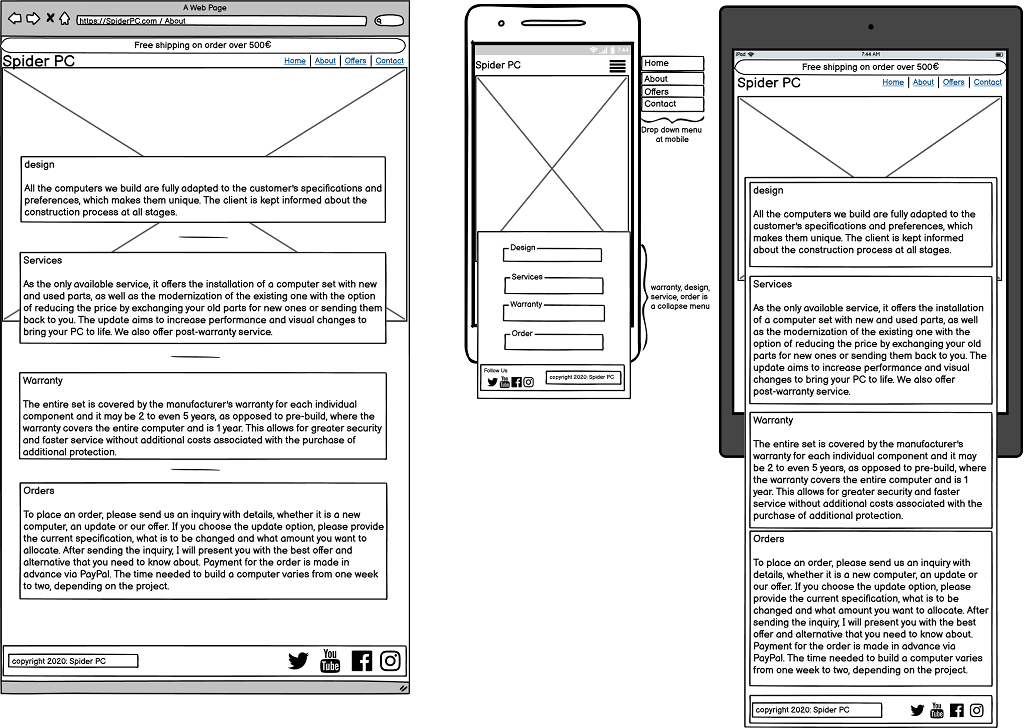 A Web Page
https://SpiderPC.com / About
Free shipping on order over 500€
Spider PC
Home About Offers Contact
design
All the computers we build are fully adapted to the customer's specifications and
preferences, which makes them unique. The client is kept informed about the
construction process at all stages.
Services
As the only available service, it offers the installation of a computer set with new
and used parts, as well as the modernization of the existing one with the option
of reducing the price by exchanging your old parts for new ones or sending them
back to you. The update aims to increase performance and visual changes to
bring your PC to life. We also offer post-warranty service.
Warranty
The entire set is covered by the manufacturer's warranty for each individual
component and it may be 2 to even 5 years, as opposed to pre-build, where the
warranty covers the entire computer and is 1 year. This allows for greater security
and faster service without additional costs associated with the purchase of
additional protection.
Orders
To place an order, please send us an inquiry with details, whether it is a new
computer, an update or our offer. If you choose the update option, please provide
the current specification, what is to be changed and what amount you want to
allocate. After sending the inquiry, I will present you with the best offer and
alternative that you need to know about. Payment for the order is made in
advance via PayPal. The time needed to build a computer varies from one week
to two, depending on the project.
copyright 2020: Spider PC
You
Tube
7:44
Spider PC
Home
About
Offers
Contact
Drop down menu
at mobile
Design
Services
Warranty
Order
warranty, design,
service, order is
a collapse menu
Follow Us
You
Tube
copyright 2020: Spider PC
iPod
7:44 AM
Free shipping on order over 500€
Spider PC
Home About Offers Contact
design
All the computers we build are fully adapted to the
customer's specifications and preferences, which
makes them unique. The client is kept informed
about the construction process at all stages.
Services
As the only available service, it offers the installation
of a computer set with new and used parts, as well as
the modernization of the existing one with the option
of reducing the price by exchanging your old
parts for new ones or sending them back to you. The
update aims to increase performance and visual
changes to bring your PC to life. We also offer
post-warranty service.
Warranty
The entire set is covered by the manufacturer's
warranty for each individual component and it may
be 2 to even 5 years, as opposed to pre-build, where
the warranty covers the entire computer and is 1
year. This allows for greater security and faster
service without additional costs associated with the
purchase of additional protection.
Orders
To place an order, please send us an inquiry with
details, whether it is a new computer, an update or
our offer. If you choose the update option, please
provide the current specification, what is to be
changed and what amount you want to allocate. After
sending the inquiry, I will present you with the best
offer and alternative that you need to know about.
Payment for the order is made in advance via
PayPal. The time needed to build a computer varies
from one week to two, depending on the project.
copyright 2020: Spider PC
You
Tube